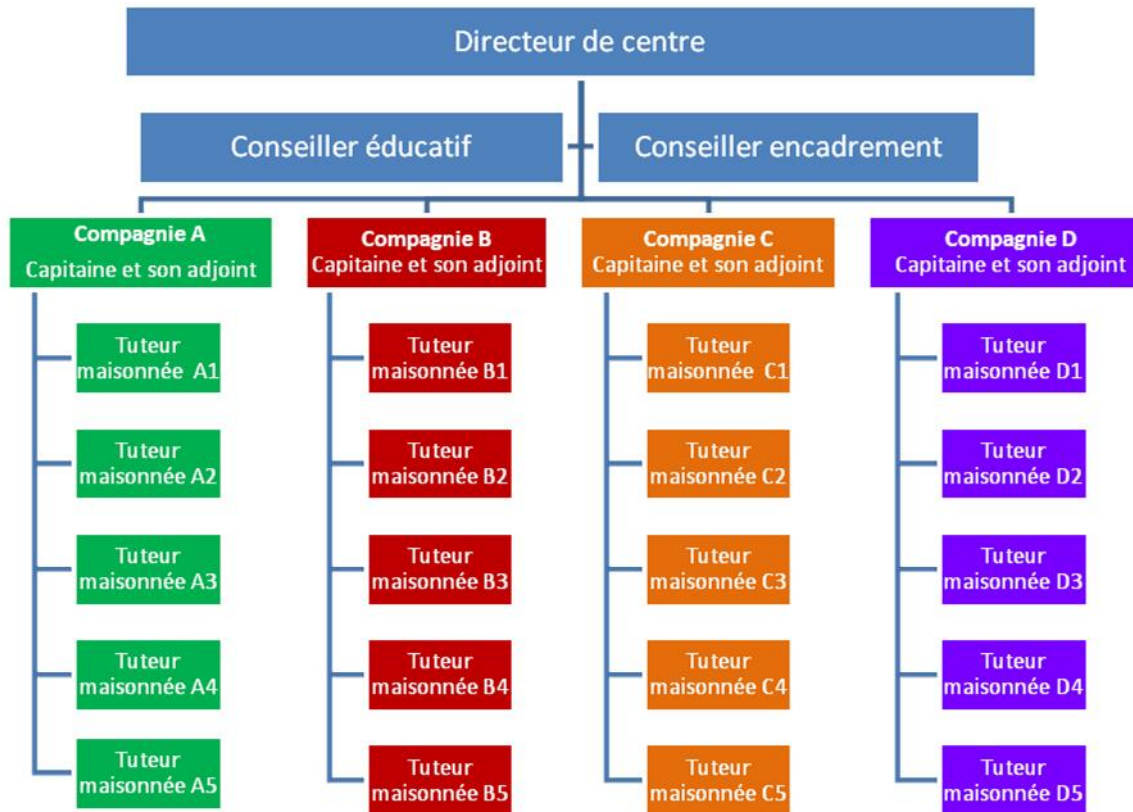 Directeur de centre
Conseiller éducatif
Conseiller encadrement
Compagnie A
Capitaine et son adjoint
Compagnie B
Capitaine et son adjoint
Compagnie C
Capitaine et son adjoint
Compagnie D
Capitaine et son adjoint
Tuteur
maisonnée A1
Tuteur
maisonnée B1
Tuteur
maisonnée C1
Tuteur
maisonnée D1
Tuteur
maisonnée A2
Tuteur
maisonnée B2
Tuteur
maisonnée C2
Tuteur
maisonnée D2
Tuteur
maisonnée A3
Tuteur
maisonnée B3
Tuteur
maisonnée C3
Tuteur
maisonnée D3
Tuteur
maisonnée A4
Tuteur
maisonnée B4
Tuteur
maisonnée C4
Tuteur
maisonnée D4
Tuteur
maisonnée A5
Tuteur
maisonnée B5
Tuteur
maisonnée C5
Tuteur
maisonnée D5